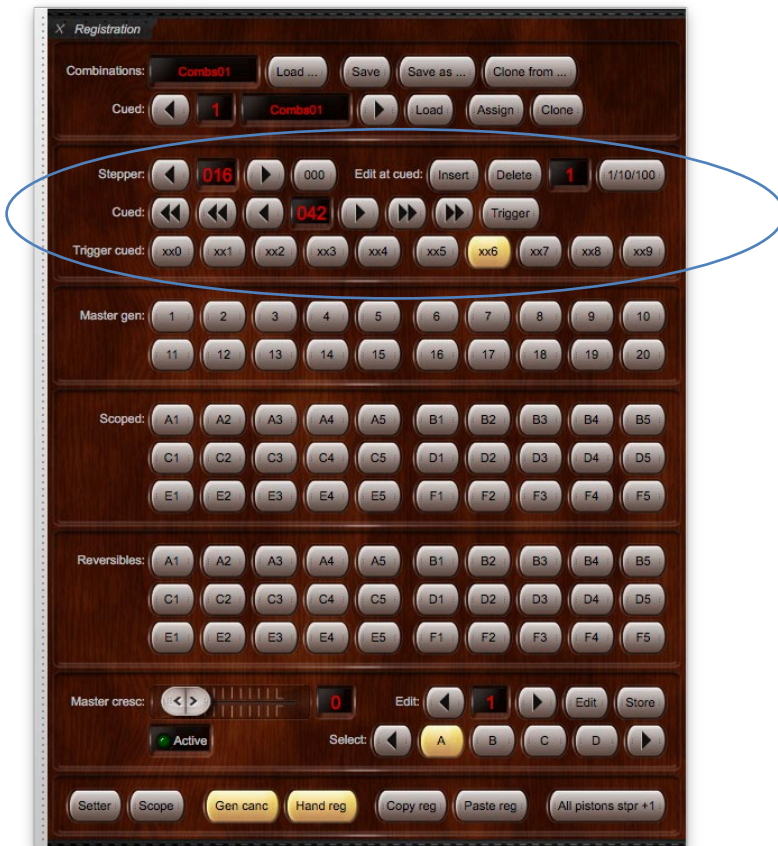 X Registration
Combinations: Combs01 Load ... Save Save as ... Clone from ...
Cued: 1 Combs01 Load Assign Clone
Stepper: 016 000 Edit at cued: Insert Delete 1 1/10/100
Cued: 042 Trigger
Trigger cued: xx0 xx1 xx2 xx3 xx4 xx5 xx6 xx7 xx8 xx9
Master gen: 1 2 3 4 5 6 7 8 9 10
11 12 13 14 15 16 17 18 19 20
Scoped: A1 A2 A3 A4 A5 B1 B2 B3 B4 B5
C1 C2 C3 C4 C5 D1 D2 D3 D4 D5
E1 E2 E3 E4 E5 F1 F2 F3 F4 F5
Reversibles: A1 A2 A3 A4 A5 B1 B2 B3 B4 B5
C1 C2 C3 C4 C5 D1 D2 D3 D4 D5
E1 E2 E3 E4 E5 F1 F2 F3 F4 F5
Master cresc: < > 0 Edit: 1 Edit Store
Active Select: A B C D
Setter Scope Gen canc Hand reg Copy reg Paste reg All pistons stpr +1